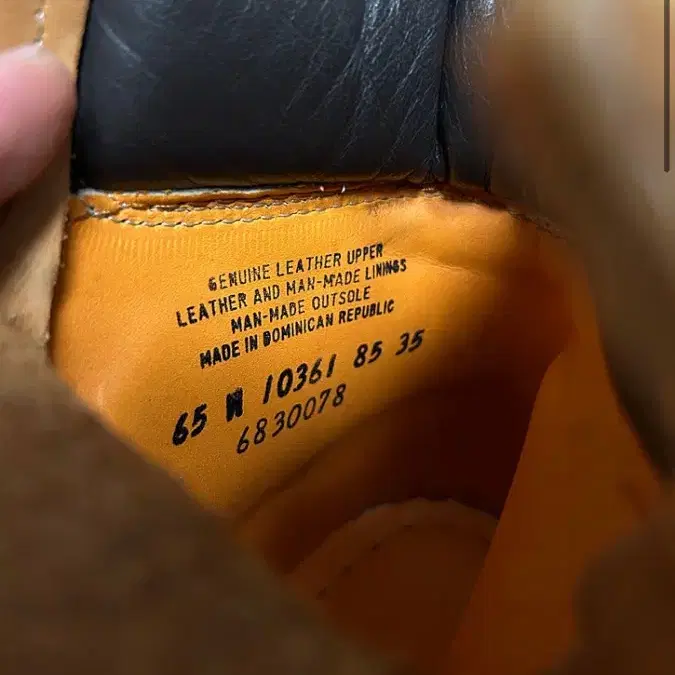 GENUINE LEATHER UPPER
LEATHER AND MAN-MADE LININGS
MAN-MADE OUTSOLE
MADE IN DOMINICAN REPUBLIC
65 W 10361 85 35
6830078